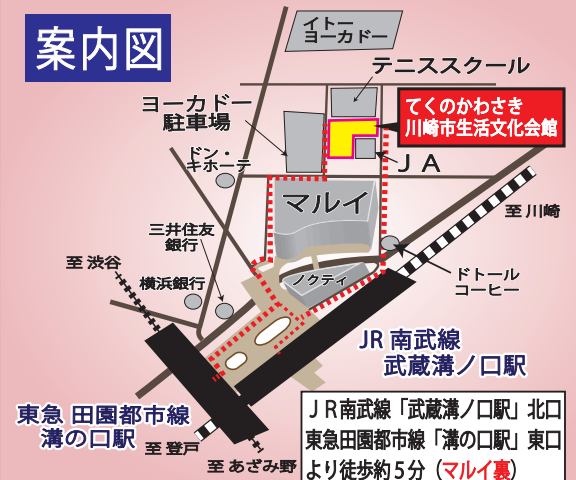 案内図
イトー
ヨーカドー
テニススクール
ヨーカドー
駐車場
てくのかわさき
川崎市生活文化会館
ドン・
キホーテ
ＪＡ
マルイ
至 川崎
三井住友
銀行
至 渋谷
横浜銀行
ノクティ
ドトール
コーヒー
JR 南武線
武蔵溝ノ口駅
東急 田園都市線
溝の口駅
至 登戸
至 あざみ野
ＪＲ南武線「武蔵溝ノ口駅」北口
東急田園都市線「溝の口駅」東口
より徒歩約５分（マルイ裏）